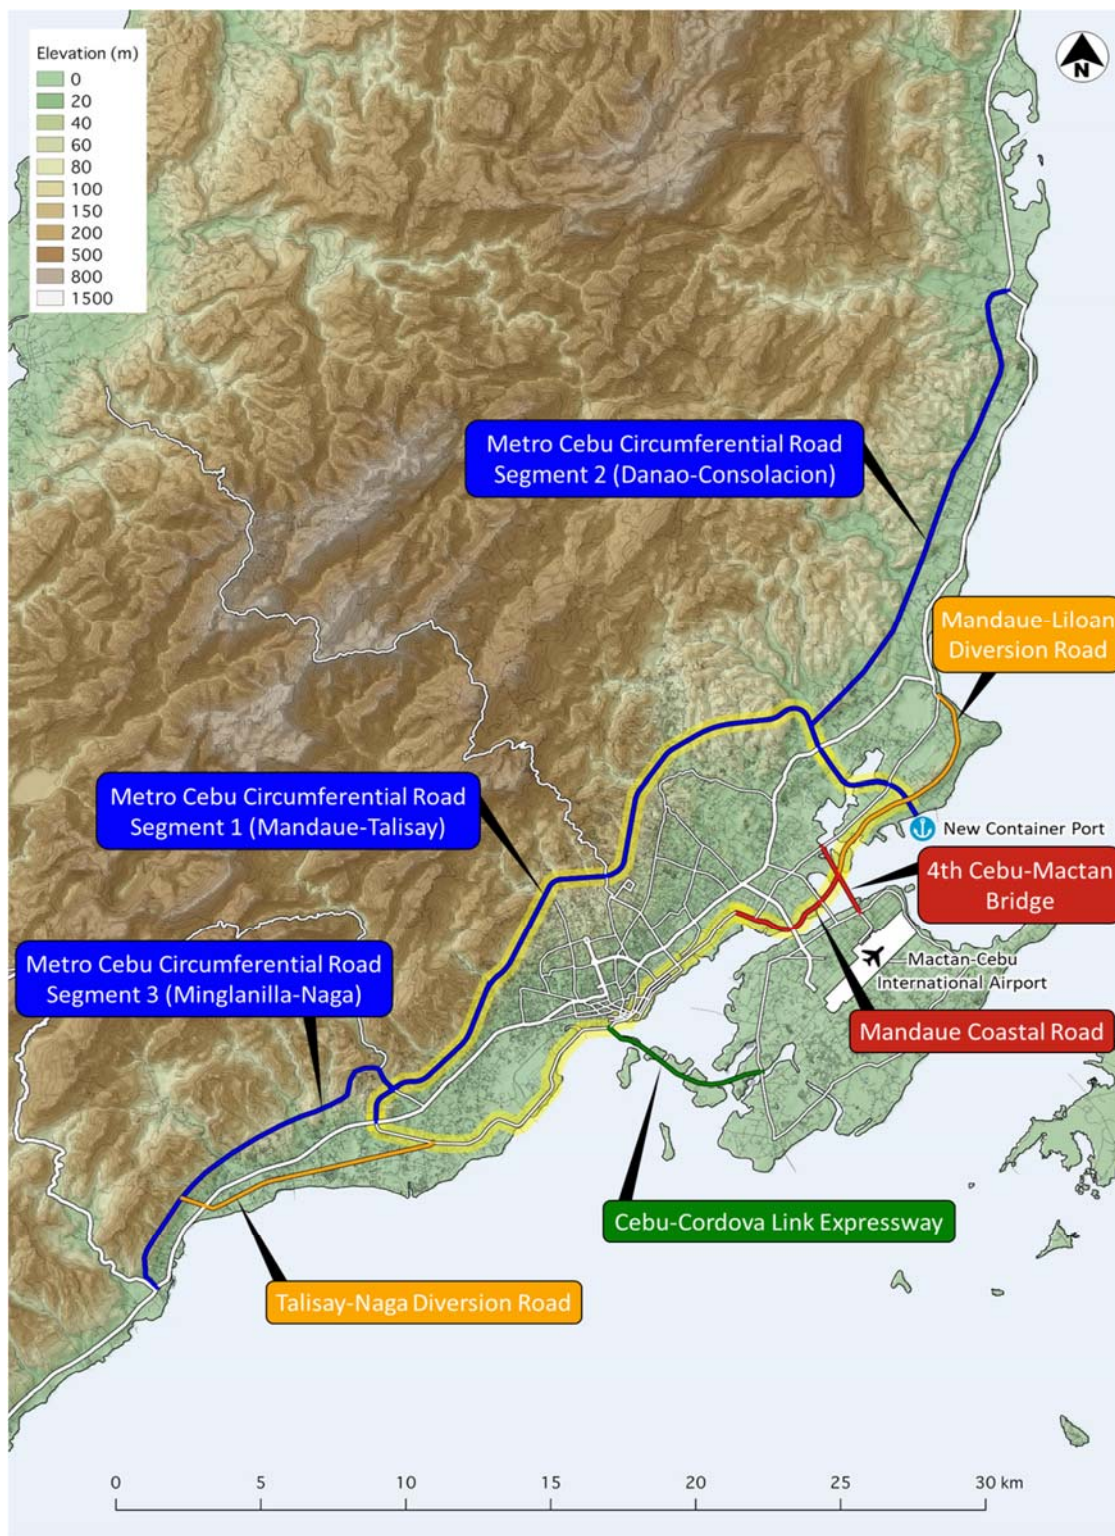 Elevation (m)
0
20
40
60
80
100
150
200
500
800
1500
N
Metro Cebu Circumferential Road
Segment 2 (Danao-Consolacion)
Mandaue-Liloan
Diversion Road
Metro Cebu Circumferential Road
Segment 1 (Mandaue-Talisay)
New Container Port
4th Cebu-Mactan
Bridge
Metro Cebu Circumferential Road
Segment 3 (Minglanilla-Naga)
Mactan-Cebu
International Airport
Mandaue Coastal Road
Cebu-Cordova Link Expressway
Talisay-Naga Diversion Road
0 5 10 15 20 25 30 km